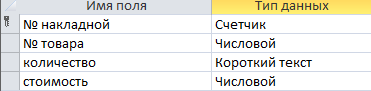 Имя поля Тип данных
№ накладной Счетчик
№ товара Числовой
количество Короткий текст
стоимость Числовой